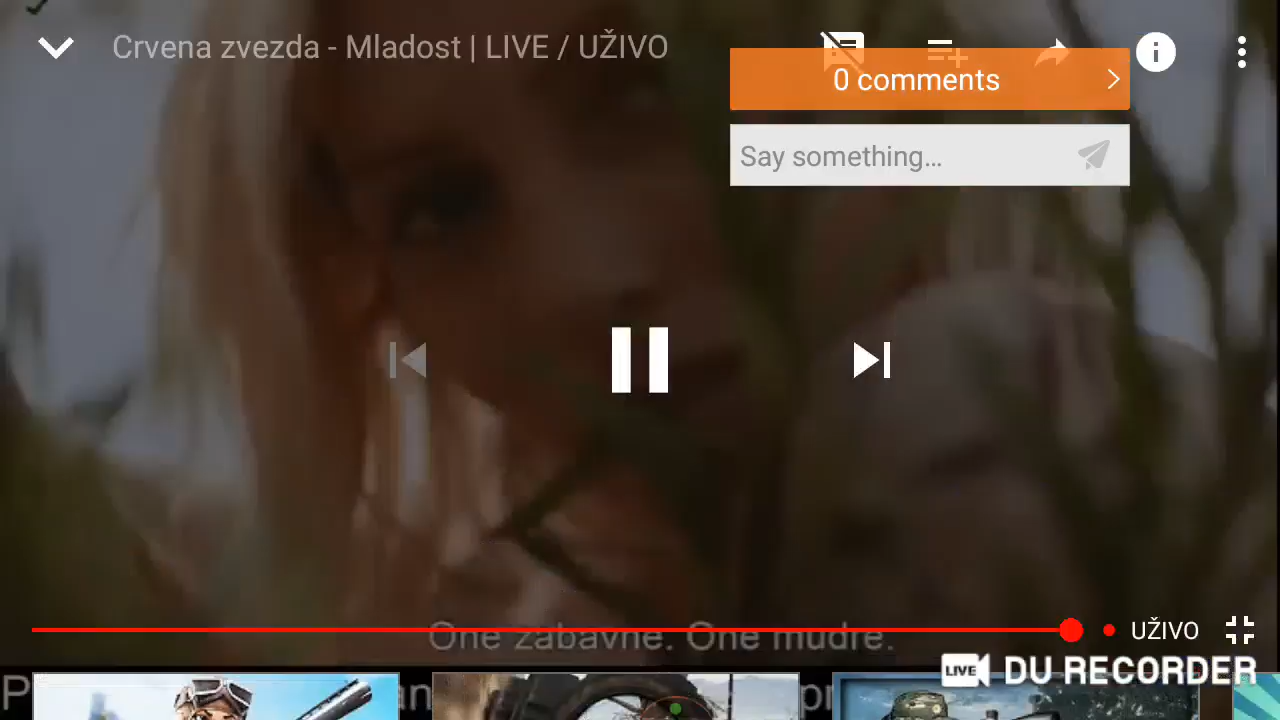 Crvena zvezda - Mladost | LIVE / UŽIVO
0 comments
Say something...
One zabavne. One mudre.
UŽIVO
LIVE DU RECORDER